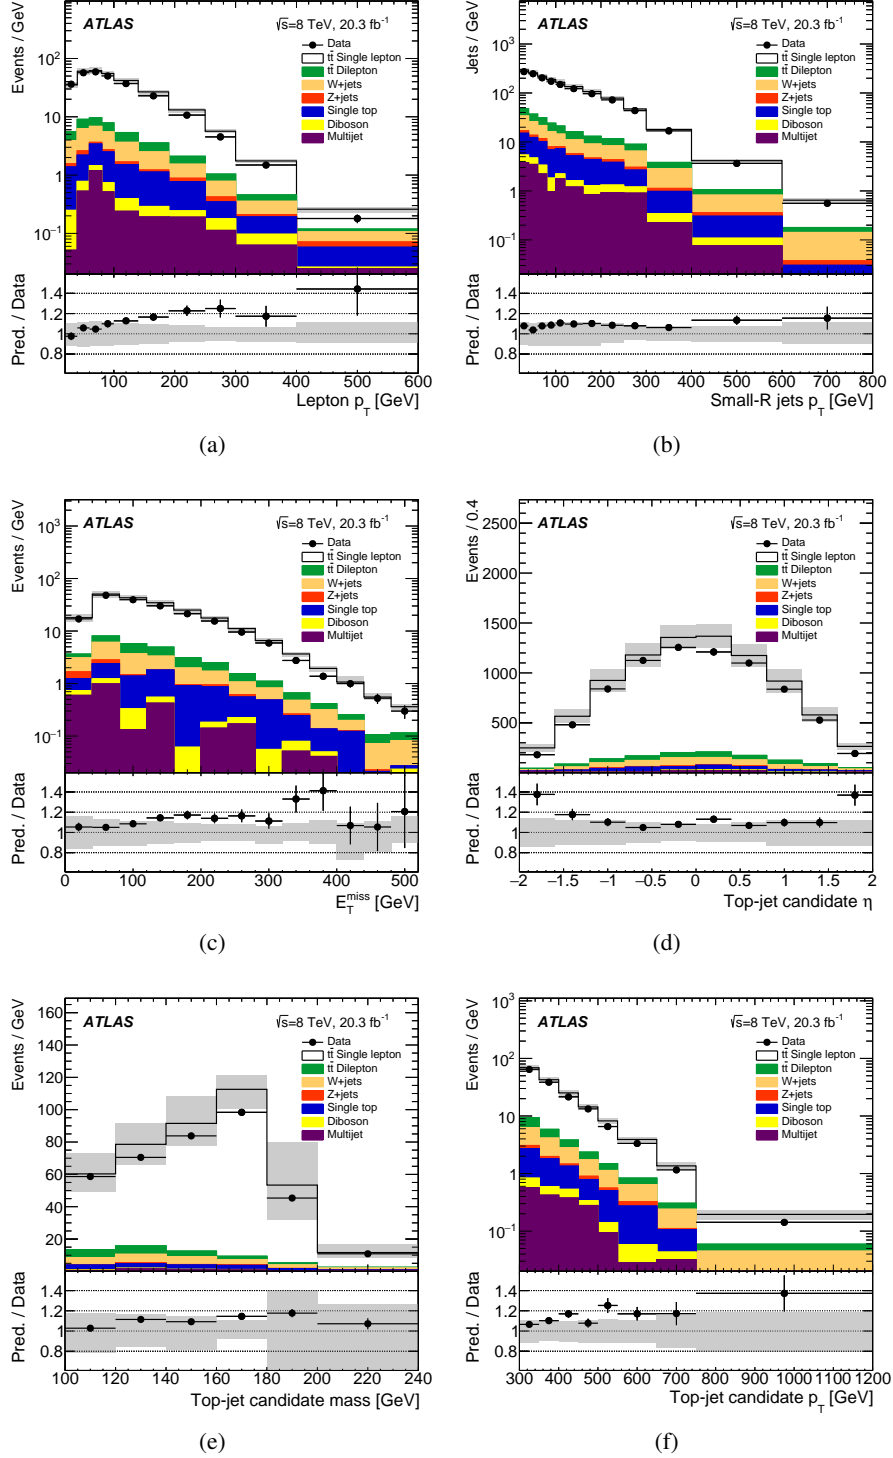 Events / GeV
10²
10
1
10⁻¹
ATLAS
√s=8 TeV, 20.3 fb⁻¹
Data
tt̄ Single lepton
tt̄ Dilepton
W+jets
Z+jets
Single top
Diboson
Multijet
Pred. / Data
1.4
1.2
1
0.8
100 200 300 400 500 600
Lepton p_T [GeV]
(a)
Jets / GeV
10³
10²
10
1
10⁻¹
ATLAS
√s=8 TeV, 20.3 fb⁻¹
Data
tt̄ Single lepton
tt̄ Dilepton
W+jets
Z+jets
Single top
Diboson
Multijet
Pred. / Data
1.4
1.2
1
0.8
100 200 300 400 500 600 700 800
Small-R jets p_T [GeV]
(b)
Events / GeV
10³
10²
10
1
10⁻¹
ATLAS
√s=8 TeV, 20.3 fb⁻¹
Data
tt̄ Single lepton
tt̄ Dilepton
W+jets
Z+jets
Single top
Diboson
Multijet
Pred. / Data
1.4
1.2
1
0.8
0 100 200 300 400 500
E_T^miss [GeV]
(c)
Events / 0.4
2500
2000
1500
1000
500
ATLAS
√s=8 TeV, 20.3 fb⁻¹
Data
tt̄ Single lepton
tt̄ Dilepton
W+jets
Z+jets
Single top
Diboson
Multijet
Pred. / Data
1.4
1.2
1
0.8
−2 −1.5 −1 −0.5 0 0.5 1 1.5 2
Top-jet candidate η
(d)
Events / GeV
160
140
120
100
80
60
40
20
ATLAS
√s=8 TeV, 20.3 fb⁻¹
Data
tt̄ Single lepton
tt̄ Dilepton
W+jets
Z+jets
Single top
Diboson
Multijet
Pred. / Data
1.4
1.2
1
0.8
100 120 140 160 180 200 220 240
Top-jet candidate mass [GeV]
(e)
Events / GeV
10³
10²
10
1
10⁻¹
ATLAS
√s=8 TeV, 20.3 fb⁻¹
Data
tt̄ Single lepton
tt̄ Dilepton
W+jets
Z+jets
Single top
Diboson
Multijet
Pred. / Data
1.4
1.2
1
0.8
300 400 500 600 700 800 900 1000 1100 1200
Top-jet candidate p_T [GeV]
(f)